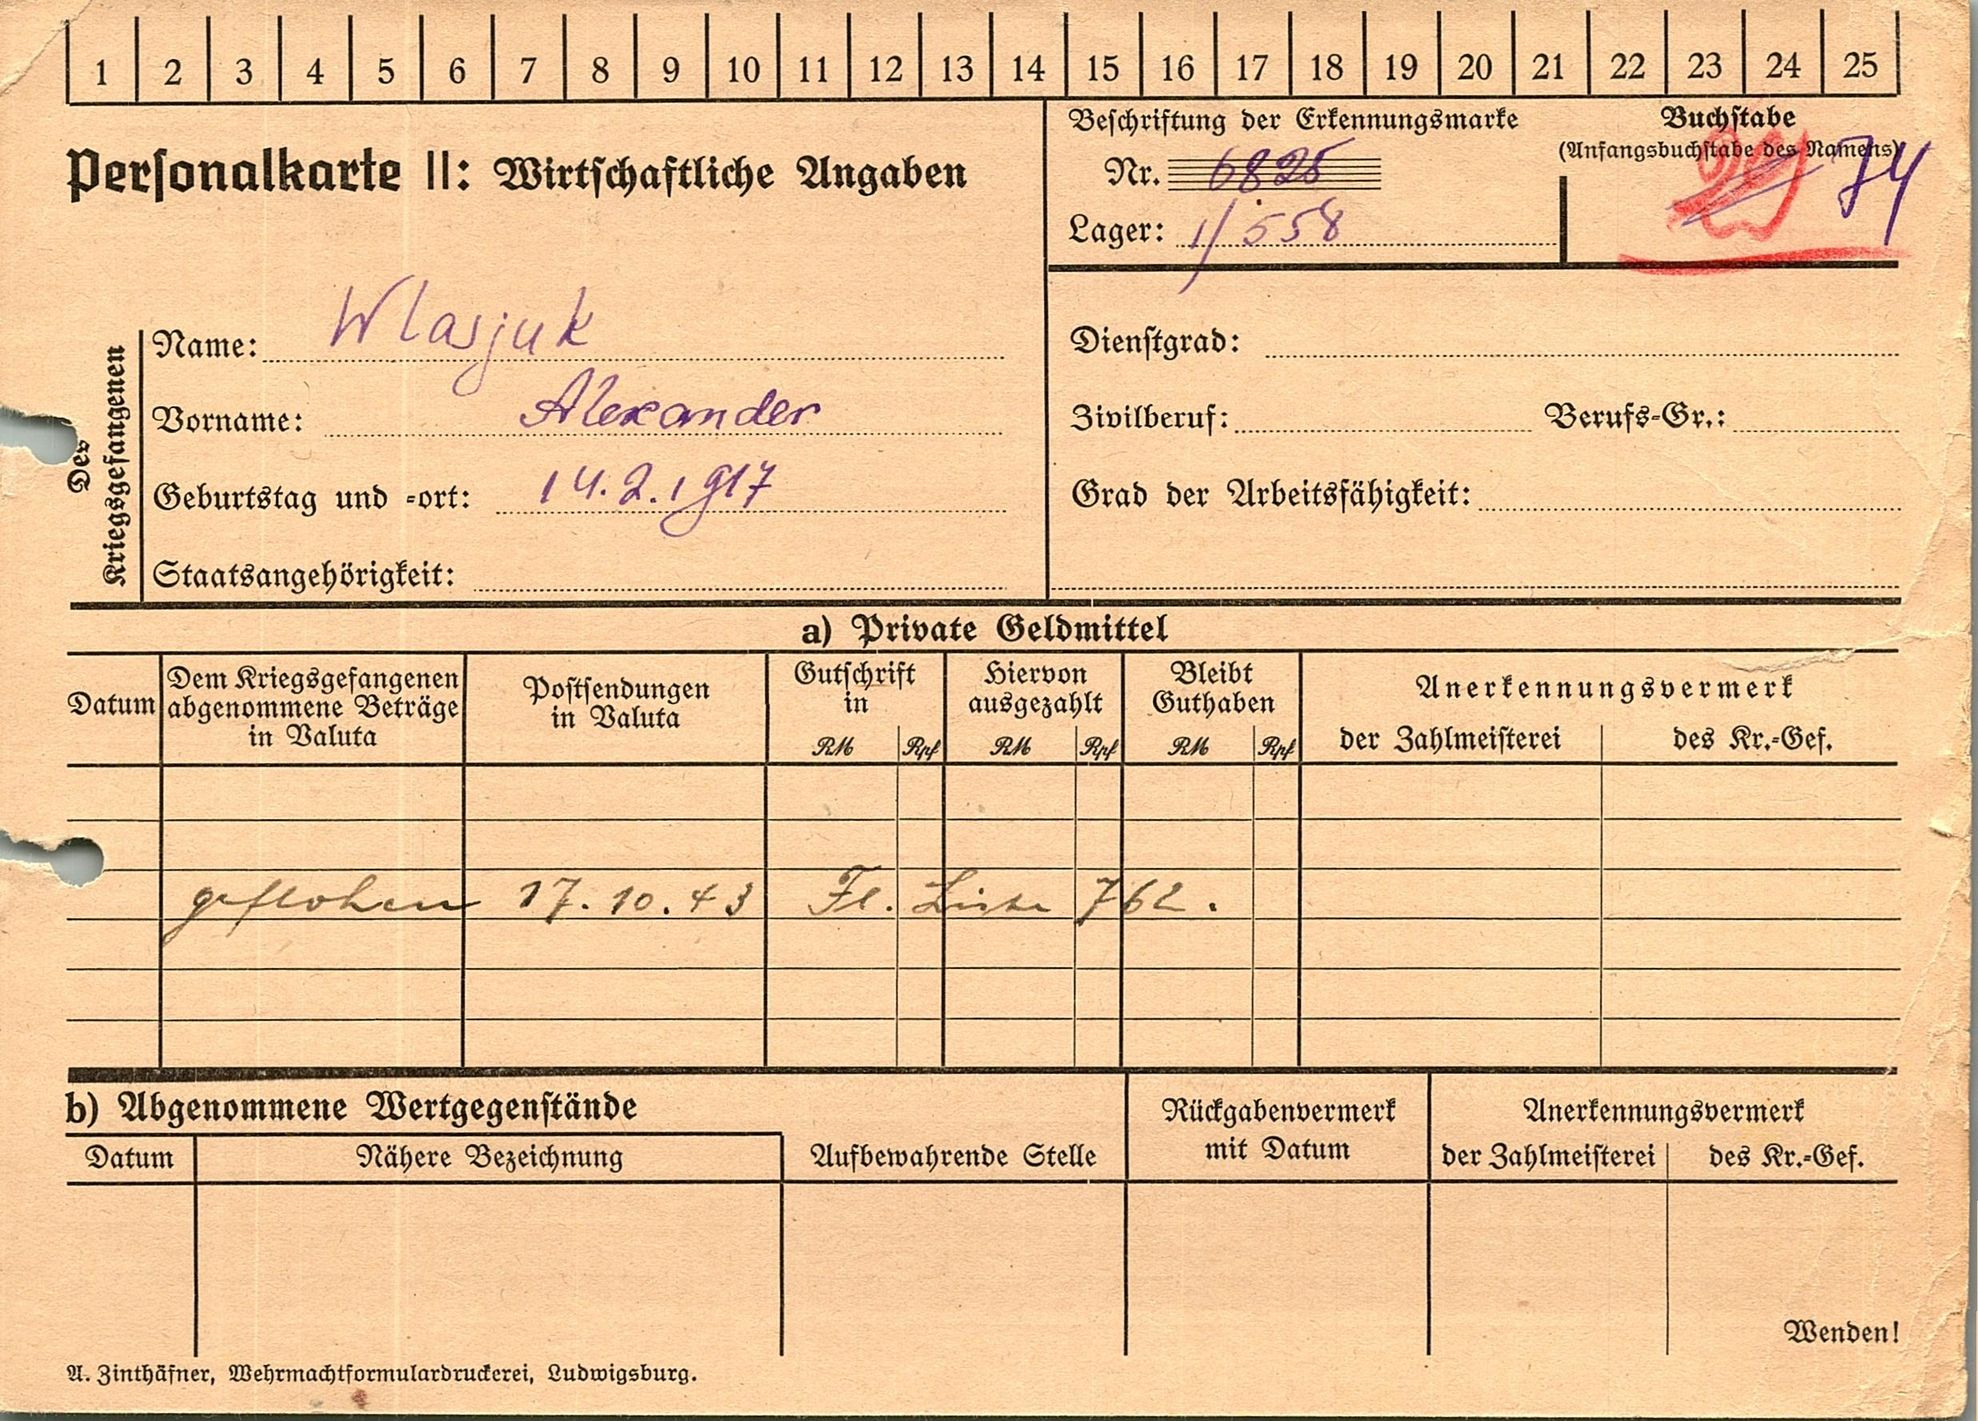 1 2 3 4 5 6 7 8 9 10 11 12 13 14 15 16 17 18 19 20 21 22 23 24 25
Personalkarte II: Wirtschaftliche Angaben
Beschriftung der Erkennungsmarke
Nr. 6825
Lager: 1/558
Buchstabe
(Anfangsbuchstabe des Namens)
74
Des Kriegsgefangenen
Name: Wlasjuk
Vorname: Alexander
Geburtstag und =ort: 14.2.1917
Staatsangehörigkeit:
Dienstgrad:
Zivilberuf: Berufs=Gr.:
Grad der Arbeitsfähigkeit:
a) Private Geldmittel
Datum
Dem Kriegsgefangenen
abgenommene Beträge
in Valuta
Postsendungen
in Valuta
Gutschrift
in
RM Rpf
Hiervon
ausgezahlt
RM Rpf
Bleibt
Guthaben
RM Rpf
Anerkennungsvermerk
der Zahlmeisterei des Kr.=Gef.
geflohen 17.10.43 Fl. Liste 762.
b) Abgenommene Wertgegenstände
Datum Nähere Bezeichnung
Aufbewahrende Stelle
Rückgabenvermerk
mit Datum
Anerkennungsvermerk
der Zahlmeisterei des Kr.=Gef.
Wenden!
A. Zinthäfner, Wehrmachtformulardruckerei, Ludwigsburg.